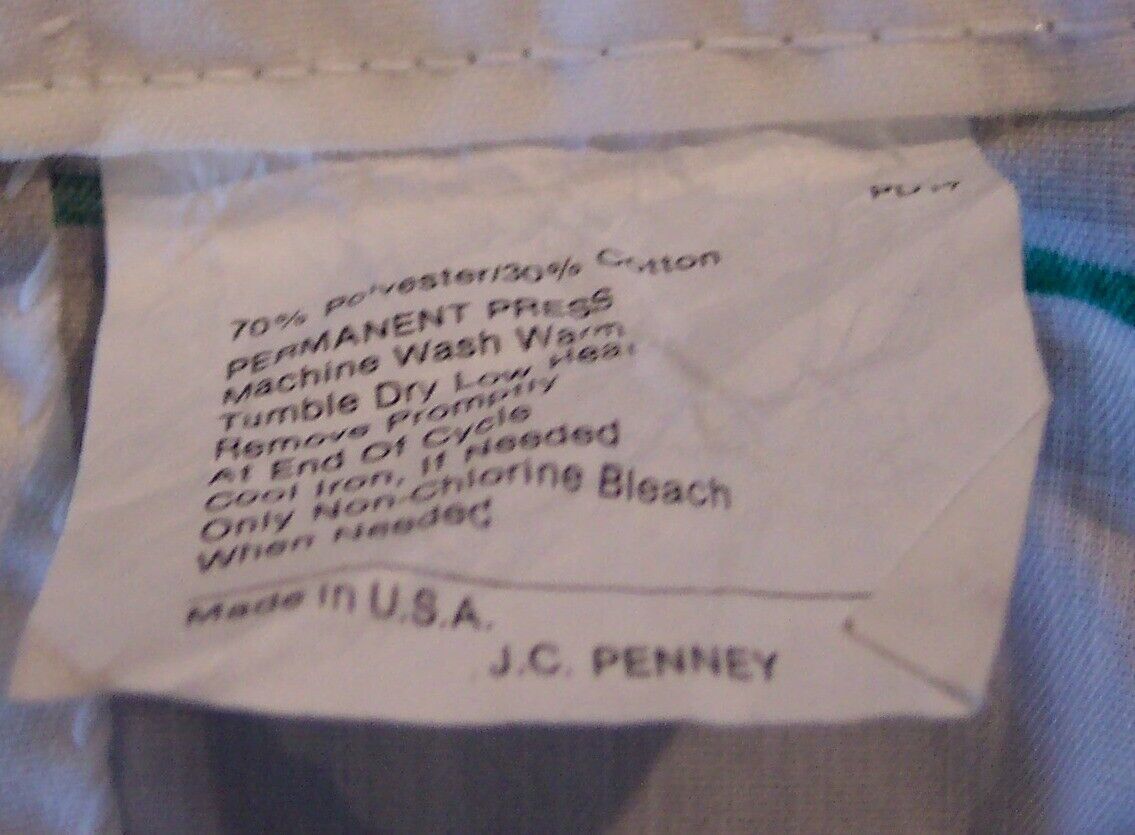 70% Polyester/30% Cotton
PERMANENT PRESS
Machine Wash Warm
Tumble Dry Low Heat
Remove Promptly
At End Of Cycle
Cool Iron, If Needed
Only Non-Chlorine Bleach
When Needed
Made in U.S.A.
J.C. PENNEY